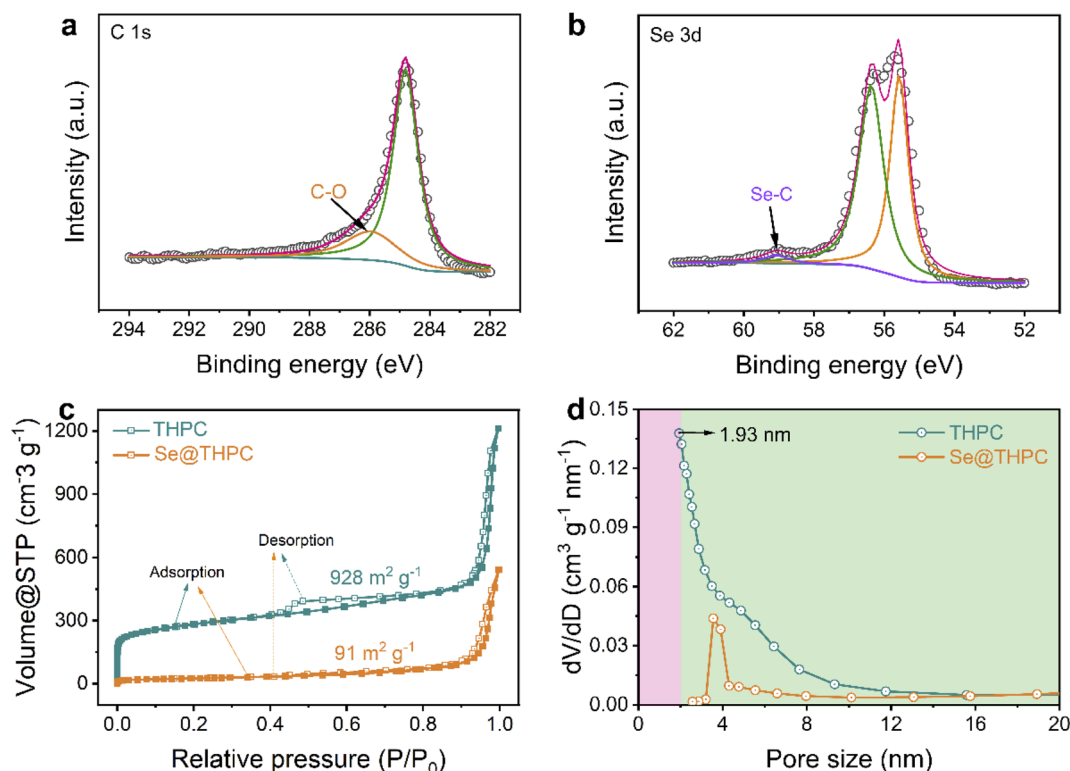 a
C 1s
C-O
Intensity (a.u.)
294 292 290 288 286 284 282
Binding energy (eV)
b
Se 3d
Se-C
Intensity (a.u.)
62 60 58 56 54 52
Binding energy (eV)
c
THPC
Se@THPC
Desorption
Adsorption
928 m² g⁻¹
91 m² g⁻¹
Volume@STP (cm⁻3 g⁻¹)
1200
900
600
300
0
0.0 0.2 0.4 0.6 0.8 1.0
Relative pressure (P/P₀)
d
1.93 nm
THPC
Se@THPC
dV/dD (cm³ g⁻¹ nm⁻¹)
0.15
0.12
0.09
0.06
0.03
0.00
0 4 8 12 16 20
Pore size (nm)